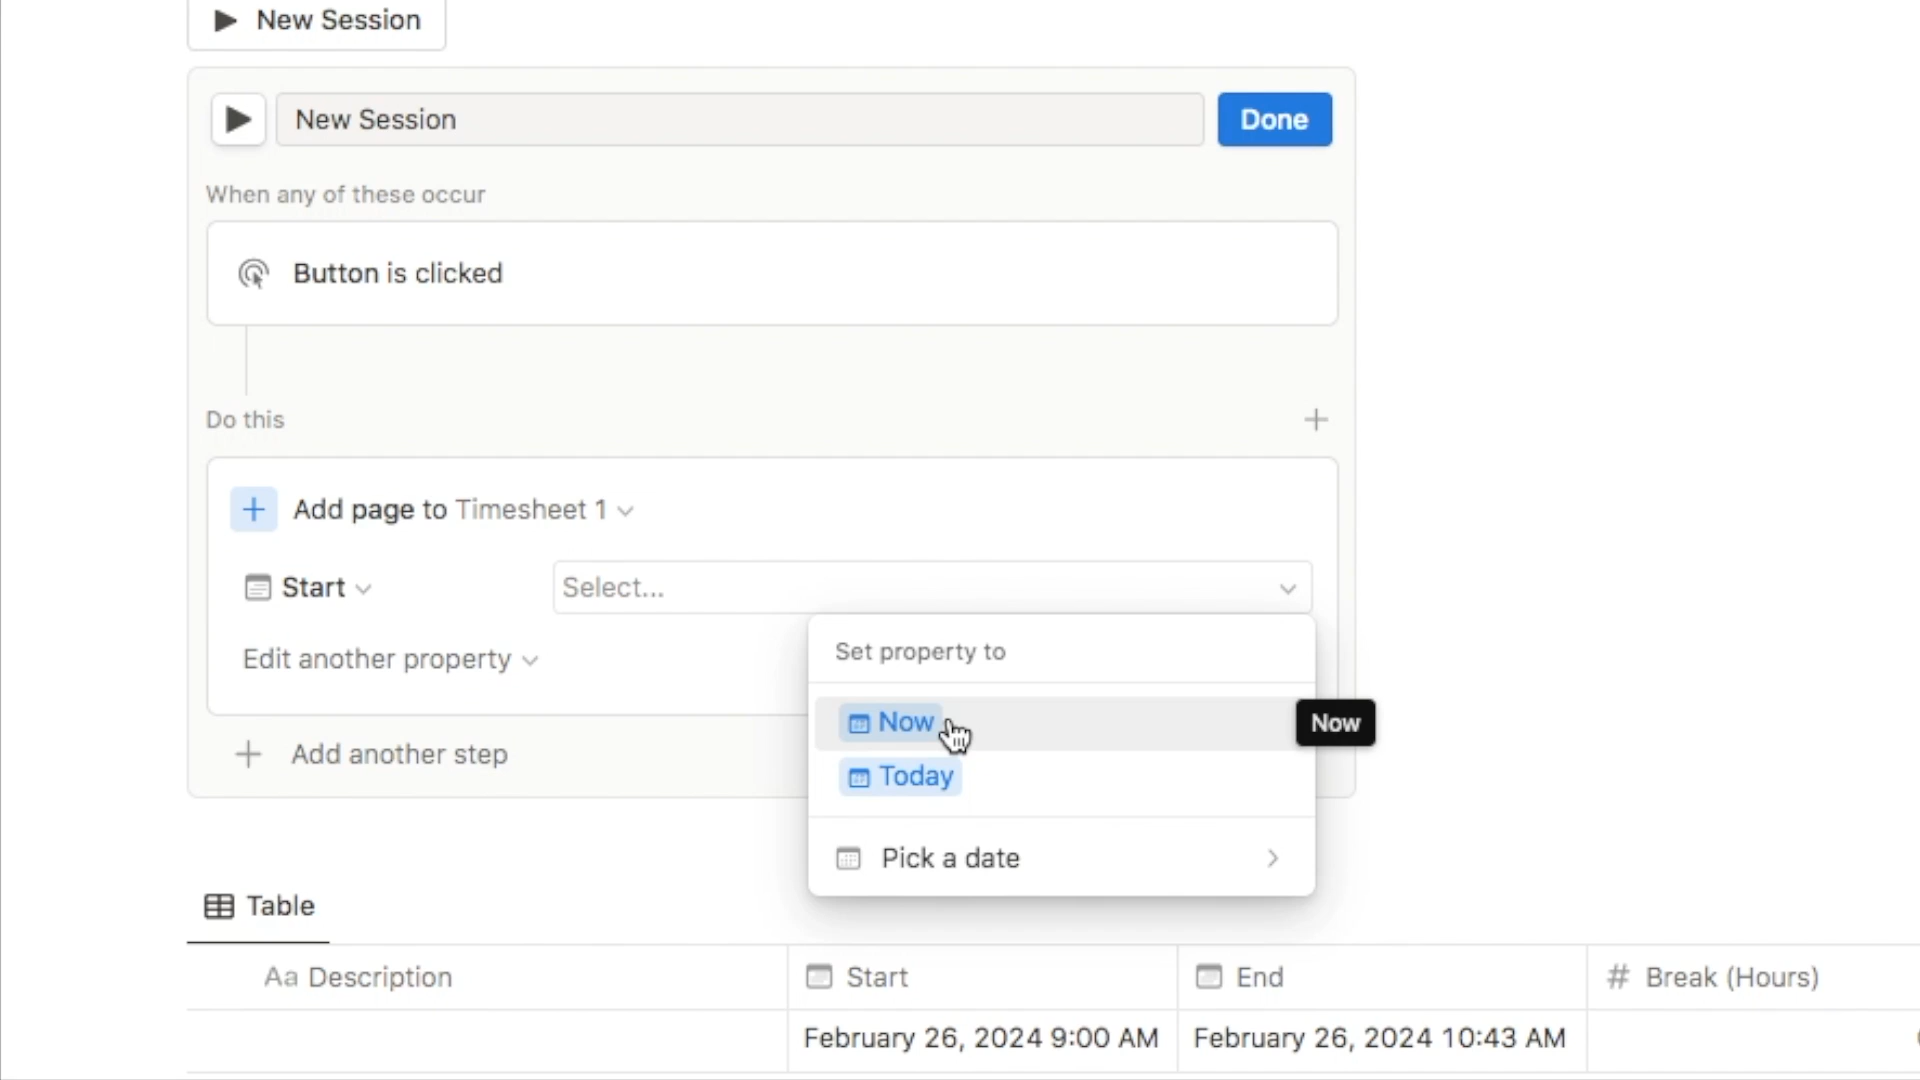 New Session
New Session
Done
When any of these occur
Button is clicked
Do this
Add page to Timesheet 1
Start
Select...
Edit another property
Set property to
Now
Now
Today
Add another step
Pick a date
Table
Aa Description
Start
End
# Break (Hours)
February 26, 2024 9:00 AM
February 26, 2024 10:43 AM